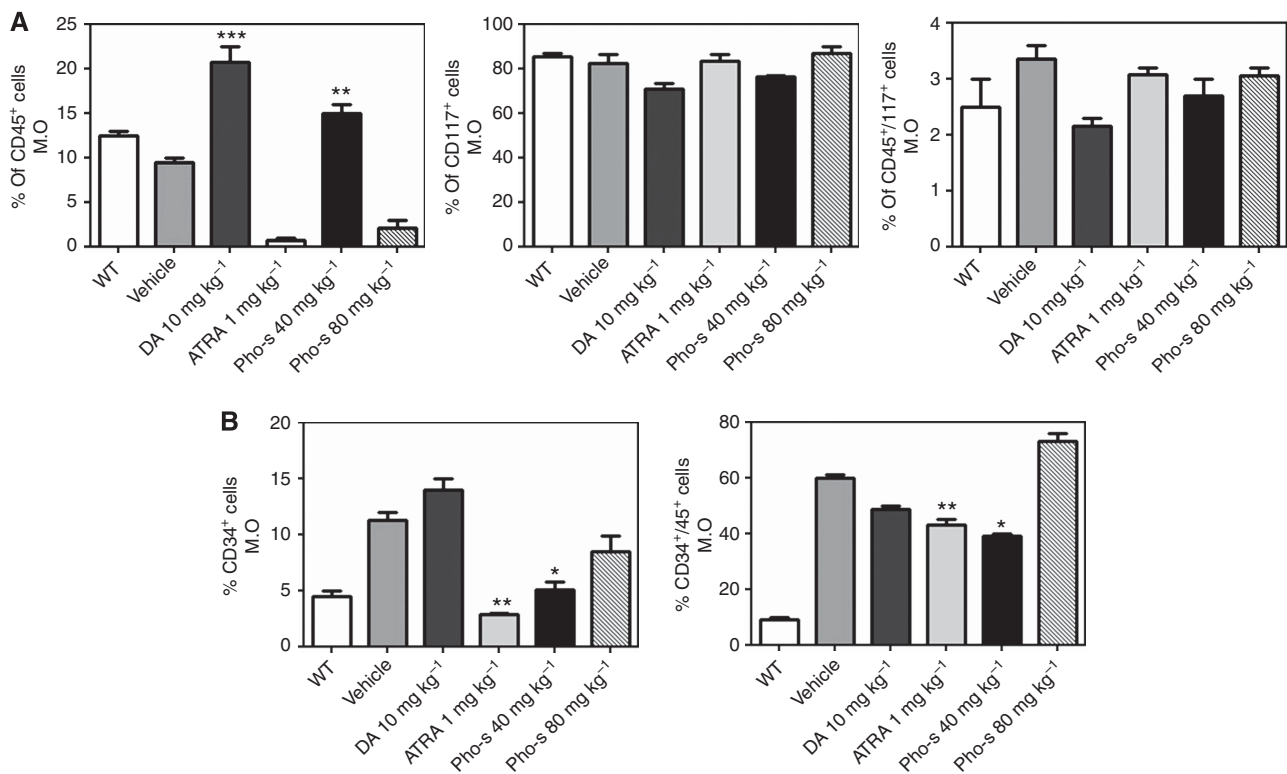 A
% Of CD45⁺ cells
M.O
25
20
15
10
5
0
***
**
WT
Vehicle
DA 10 mg kg⁻¹
ATRA 1 mg kg⁻¹
Pho-s 40 mg kg⁻¹
Pho-s 80 mg kg⁻¹
% Of CD117⁺ cells
M.O
100
80
60
40
20
0
WT
Vehicle
DA 10 mg kg⁻¹
ATRA 1 mg kg⁻¹
Pho-s 40 mg kg⁻¹
Pho-s 80 mg kg⁻¹
% Of CD45⁺/117⁺ cells
M.O
4
3
2
1
0
WT
Vehicle
DA 10 mg kg⁻¹
ATRA 1 mg kg⁻¹
Pho-s 40 mg kg⁻¹
Pho-s 80 mg kg⁻¹
B
% CD34⁺ cells
M.O
20
15
10
5
0
**
*
WT
Vehicle
DA 10 mg kg⁻¹
ATRA 1 mg kg⁻¹
Pho-s 40 mg kg⁻¹
Pho-s 80 mg kg⁻¹
% CD34⁺/45⁺ cells
M.O
80
60
40
20
0
**
*
WT
Vehicle
DA 10 mg kg⁻¹
ATRA 1 mg kg⁻¹
Pho-s 40 mg kg⁻¹
Pho-s 80 mg kg⁻¹